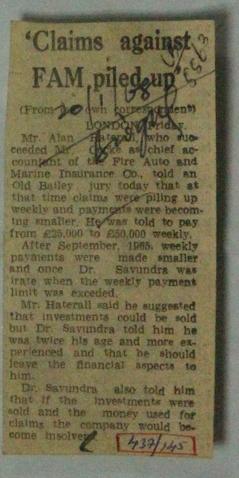 'Claims against
FAM piled up'
(From our own correspondent)
LONDON, Friday.
Mr. Alan Haterall, who suc-
ceeded Mr. as chief ac-
countant of the Fire Auto and
Marine Insurance Co., told an
Old Bailey jury today that at
that time claims were piling up
weekly and payments were becom-
ing smaller. He was told to pay
from £25,000 to £50,000 weekly.
After September, 1965, weekly
payments were made smaller
and once Dr. Savundra was
irate when the weekly payment
limit was exceeded.
Mr. Haterall said he suggested
that investments could be sold
but Dr. Savundra told him he
was twice his age and more ex-
perienced and that he should
leave the financial aspects to
him.
Dr. Savundra also told him
that if the investments were
sold and the money used for
claims the company would be-
come insolvent
437/145
20/1/68